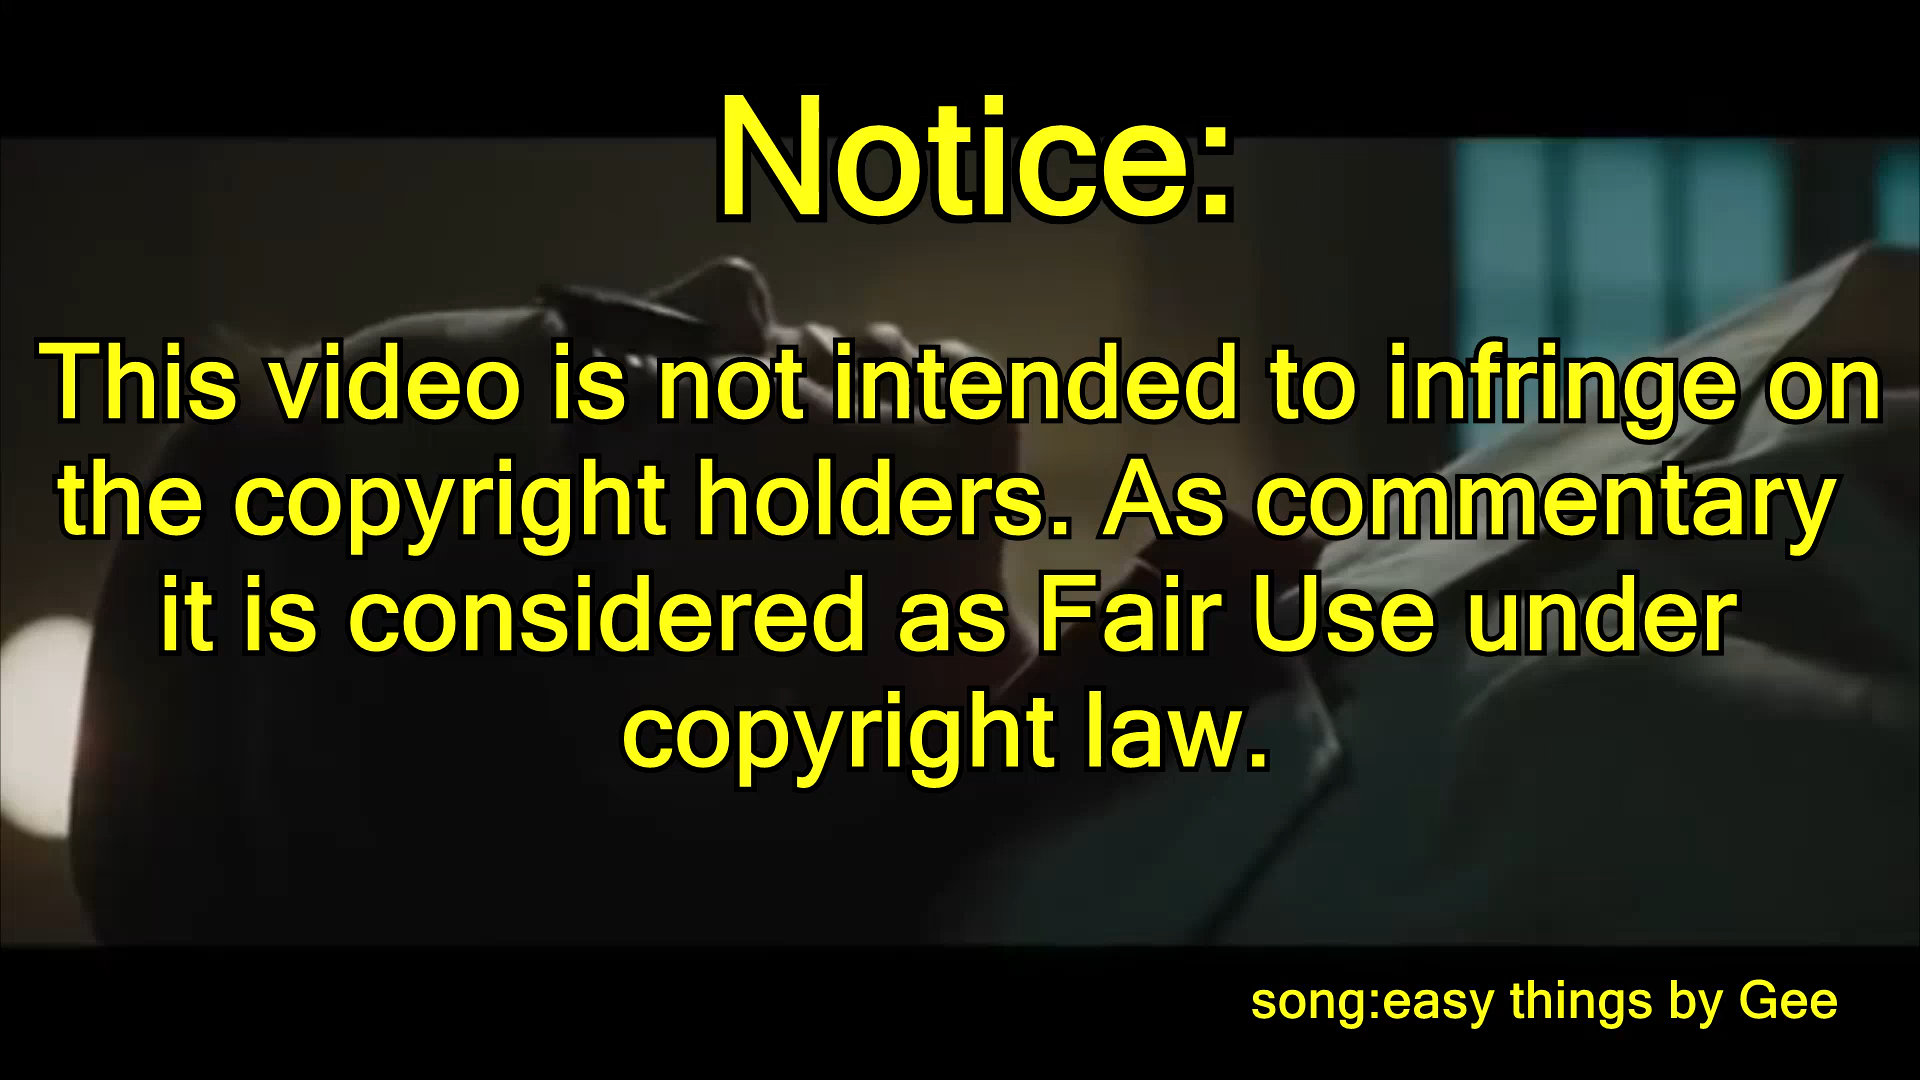 Notice:
This video is not intended to infringe on
the copyright holders. As commentary
it is considered as Fair Use under
copyright law.
song:easy things by Gee